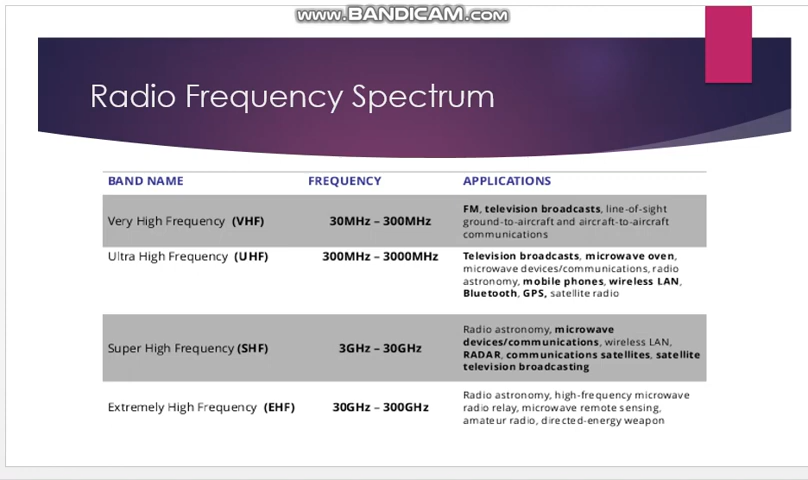 www.BANDICAM.com
Radio Frequency Spectrum
BAND NAME FREQUENCY APPLICATIONS
Very High Frequency (VHF) 30MHz – 300MHz FM, television broadcasts, line-of-sight
ground-to-aircraft and aircraft-to-aircraft
communications
Ultra High Frequency (UHF) 300MHz – 3000MHz Television broadcasts, microwave oven,
microwave devices/communications, radio
astronomy, mobile phones, wireless LAN,
Bluetooth, GPS, satellite radio
Super High Frequency (SHF) 3GHz – 30GHz Radio astronomy, microwave
devices/communications, wireless LAN,
RADAR, communications satellites, satellite
television broadcasting
Extremely High Frequency (EHF) 30GHz – 300GHz Radio astronomy, high-frequency microwave
radio relay, microwave remote sensing,
amateur radio, directed-energy weapon